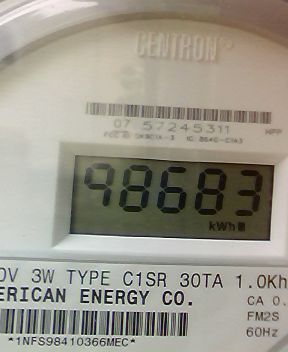 CENTRON
07 57245311
98683
kWh
0V 3W TYPE C1SR 30TA 1.0Kh
ERICAN ENERGY CO.
CA 0.
FM2S
60Hz
*1NFS98410366MEC*